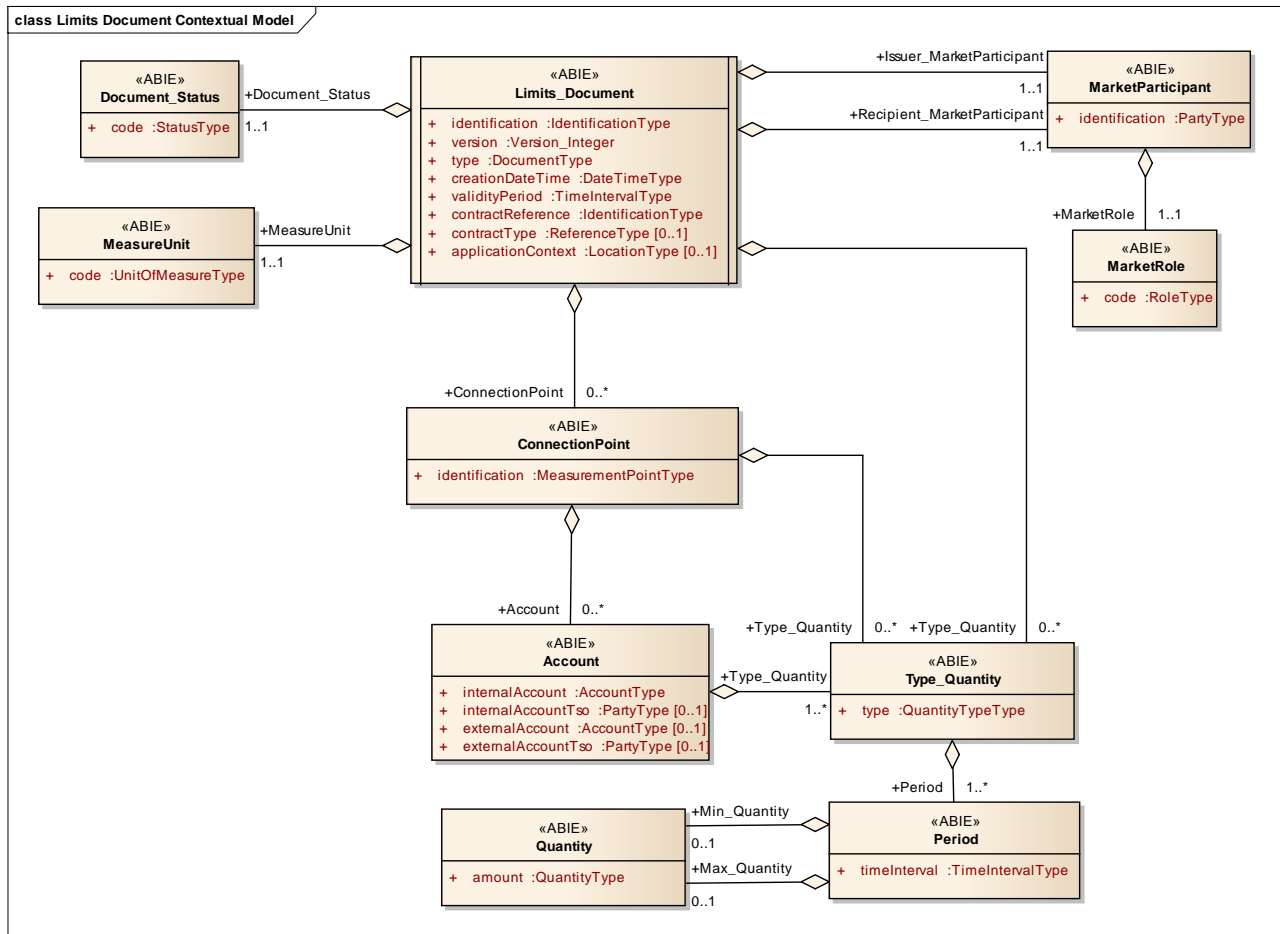 class Limits Document Contextual Model
«ABIE»
Document_Status
+ code :StatusType
+Document_Status
1..1
«ABIE»
Limits_Document
+ identification :IdentificationType
+ version :Version_Integer
+ type :DocumentType
+ creationDateTime :DateTimeType
+ validityPeriod :TimeIntervalType
+ contractReference :IdentificationType
+ contractType :ReferenceType [0..1]
+ applicationContext :LocationType [0..1]
+Issuer_MarketParticipant
1..1
+Recipient_MarketParticipant
1..1
«ABIE»
MarketParticipant
+ identification :PartyType
+MarketRole 1..1
«ABIE»
MarketRole
+ code :RoleType
«ABIE»
MeasureUnit
+ code :UnitOfMeasureType
+MeasureUnit
1..1
+ConnectionPoint 0..*
«ABIE»
ConnectionPoint
+ identification :MeasurementPointType
+Account 0..*
«ABIE»
Account
+ internalAccount :AccountType
+ internalAccountTso :PartyType [0..1]
+ externalAccount :AccountType [0..1]
+ externalAccountTso :PartyType [0..1]
+Type_Quantity
1..*
+Type_Quantity 0..*
+Type_Quantity 0..*
«ABIE»
Type_Quantity
+ type :QuantityTypeType
+Period 1..*
«ABIE»
Period
+ timeInterval :TimeIntervalType
+Min_Quantity
0..1
+Max_Quantity
0..1
«ABIE»
Quantity
+ amount :QuantityType